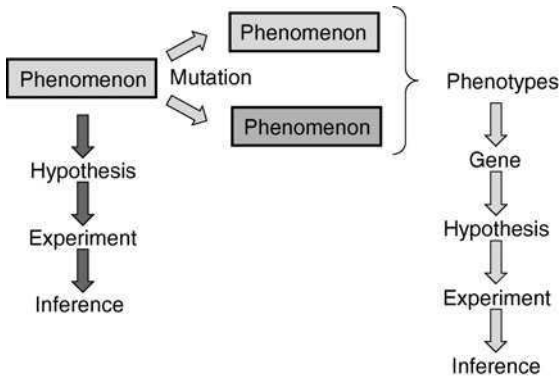 Phenomenon
Mutation
Phenomenon
Phenomenon
Hypothesis
Experiment
Inference
Phenotypes
Gene
Hypothesis
Experiment
Inference